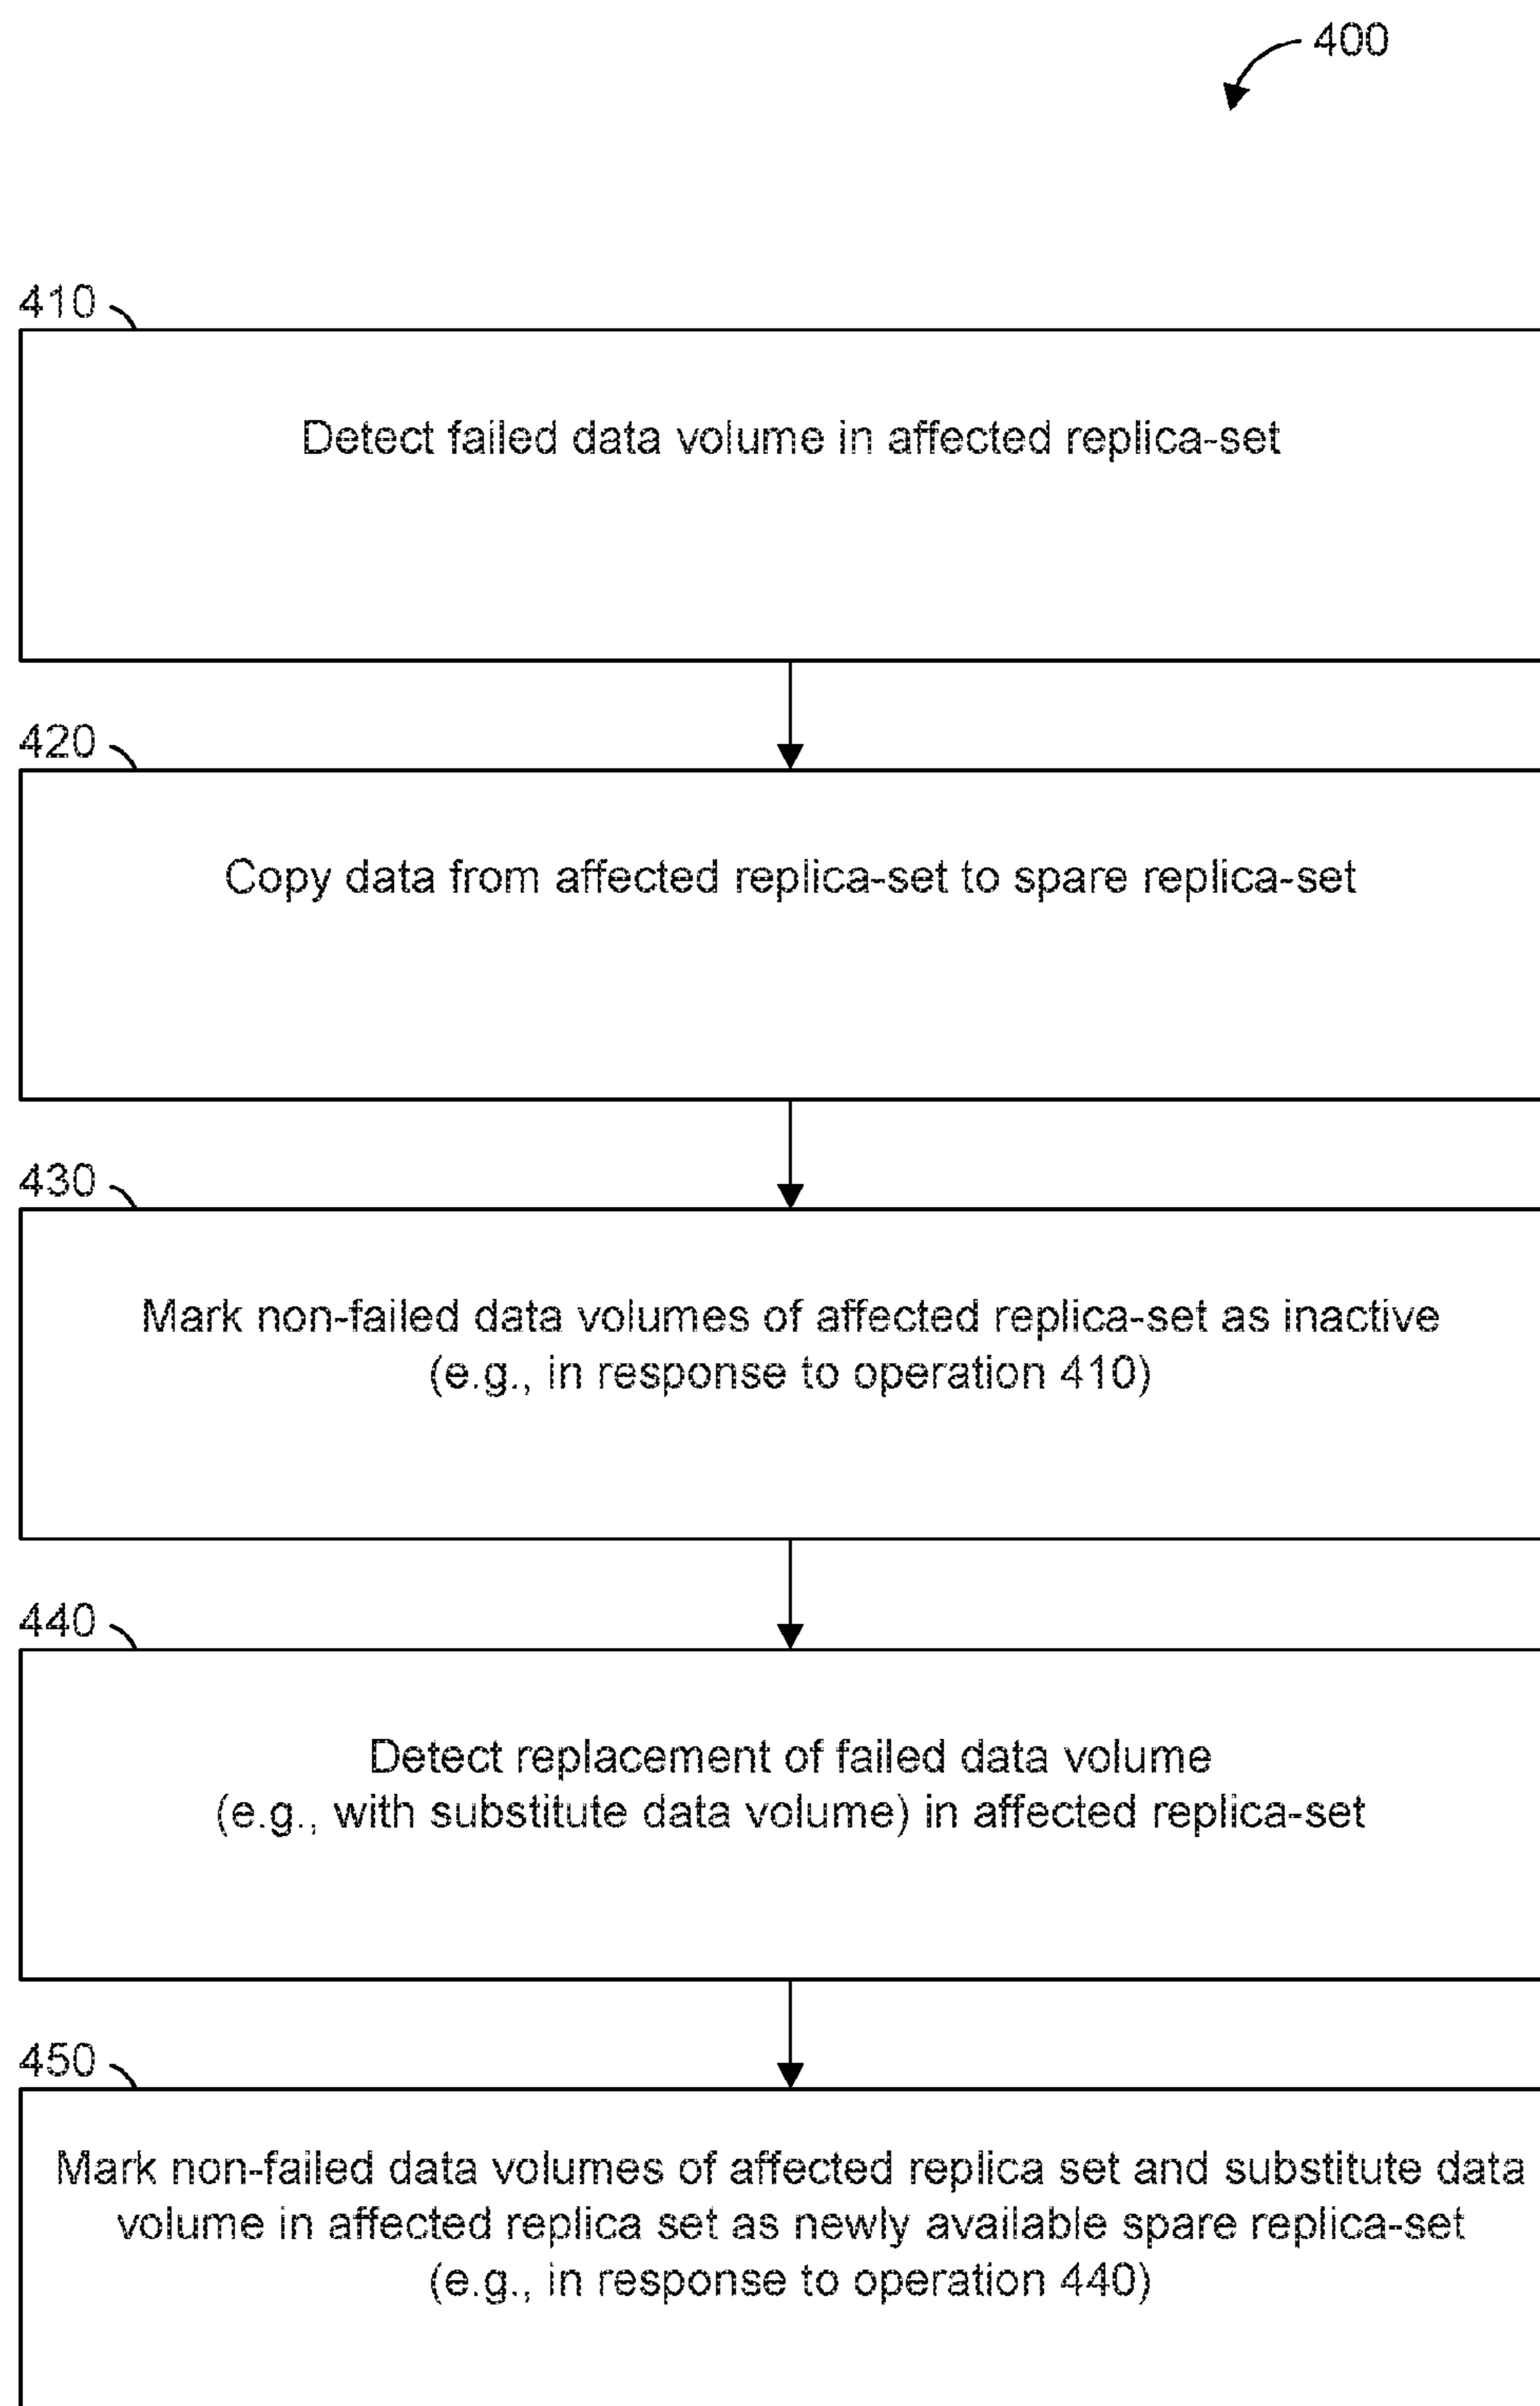 400
410
Detect failed data volume in affected replica-set
420
Copy data from affected replica-set to spare replica-set
430
Mark non-failed data volumes of affected replica-set as inactive
(e.g., in response to operation 410)
440
Detect replacement of failed data volume
(e.g., with substitute data volume) in affected replica-set
450
Mark non-failed data volumes of affected replica set and substitute data
volume in affected replica set as newly available spare replica-set
(e.g., in response to operation 440)